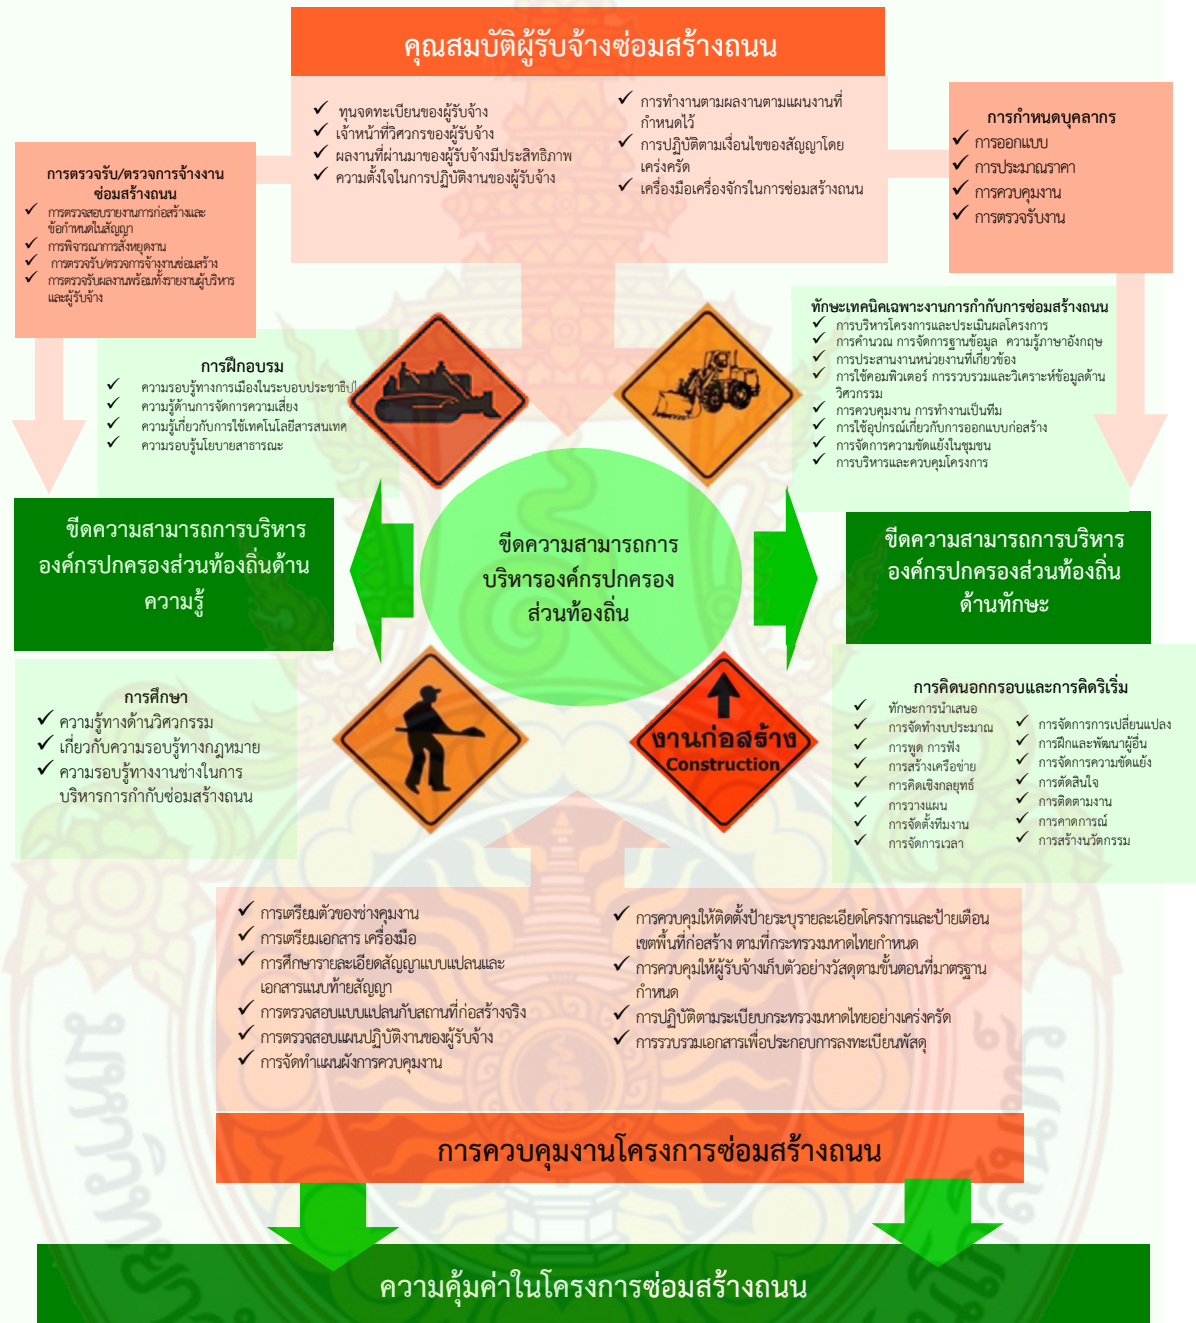 คุณสมบัติผู้รับจ้างซ่อมสร้างถนน
ทุนจดทะเบียนของผู้รับจ้าง
เจ้าหน้าที่วิศวกรของผู้รับจ้าง
ผลงานที่ผ่านมาของผู้รับจ้างมีประสิทธิภาพ
ความตั้งใจในการปฏิบัติงานของผู้รับจ้าง
การทำงานตามผลงานตามแผนงานที่
กำหนดไว้
การปฏิบัติตามเงื่อนไขของสัญญาโดย
เคร่งครัด
เครื่องมือเครื่องจักรในการซ่อมสร้างถนน
การกำหนดบุคลากร
การออกแบบ
การประมาณราคา
การควบคุมงาน
การตรวจรับงาน
การตรวจรับ/ตรวจการจ้างงาน
ซ่อมสร้างถนน
การตรวจสอบรายงานการก่อสร้างและ
ข้อกำหนดในสัญญา
การพิจารณาการสั่งหยุดงาน
การตรวจรับ/ตรวจการจ้างงานซ่อมสร้าง
การตรวจรับผลงานพร้อมทั้งรายงานผู้บริหาร
และผู้รับจ้าง
การฝึกอบรม
ความรอบรู้ทางการเมืองในระบอบประชาธิปไ
ความรู้ด้านการจัดการความเสี่ยง
ความรู้เกี่ยวกับการใช้เทคโนโลยีสารสนเทศ
ความรอบรู้นโยบายสาธารณะ
ทักษะเทคนิคเฉพาะงานการกำกับการซ่อมสร้างถนน
การบริหารโครงการและประเมินผลโครงการ
การคำนวณ การจัดการฐานข้อมูล ความรู้ภาษาอังกฤษ
การประสานงานหน่วยงานที่เกี่ยวข้อง
การใช้คอมพิวเตอร์ การรวบรวมและวิเคราะห์ข้อมูลด้าน
วิศวกรรม
การควบคุมงาน การทำงานเป็นทีม
การใช้อุปกรณ์เกี่ยวกับการออกแบบก่อสร้าง
การจัดการความขัดแย้งในชุมชน
การบริหารและควบคุมโครงการ
ขีดความสามารถการบริหาร
องค์กรปกครองส่วนท้องถิ่นด้าน
ความรู้
ขีดความสามารถการ
บริหารองค์กรปกครอง
ส่วนท้องถิ่น
ขีดความสามารถการบริหาร
องค์กรปกครองส่วนท้องถิ่น
ด้านทักษะ
การศึกษา
ความรู้ทางด้านวิศวกรรม
เกี่ยวกับความรอบรู้ทางกฎหมาย
ความรอบรู้ทางงานช่างในการ
บริหารการกำกับซ่อมสร้างถนน
งานก่อสร้าง
Construction
การคิดนอกกรอบและการคิดริเริ่ม
ทักษะการนำเสนอ
การจัดทำงบประมาณ
การพูด การฟัง
การสร้างเครือข่าย
การคิดเชิงกลยุทธ์
การวางแผน
การจัดตั้งทีมงาน
การจัดการเวลา
การจัดการการเปลี่ยนแปลง
การฝึกและพัฒนาผู้อื่น
การจัดการความขัดแย้ง
การตัดสินใจ
การติดตามงาน
การคาดการณ์
การสร้างนวัตกรรม
การเตรียมตัวของช่างคุมงาน
การเตรียมเอกสาร เครื่องมือ
การศึกษารายละเอียดสัญญาแบบแปลนและ
เอกสารแนบท้ายสัญญา
การตรวจสอบแบบแปลนกับสถานที่ก่อสร้างจริง
การตรวจสอบแผนปฏิบัติงานของผู้รับจ้าง
การจัดทำแผนผังการควบคุมงาน
การควบคุมให้ติดตั้งป้ายระบุรายละเอียดโครงการและป้ายเตือน
เขตพื้นที่ก่อสร้าง ตามที่กระทรวงมหาดไทยกำหนด
การควบคุมให้ผู้รับจ้างเก็บตัวอย่างวัสดุตามขั้นตอนที่มาตรฐาน
กำหนด
การปฏิบัติตามระเบียบกระทรวงมหาดไทยอย่างเคร่งครัด
การรวบรวมเอกสารเพื่อประกอบการลงทะเบียนพัสดุ
การควบคุมงานโครงการซ่อมสร้างถนน
ความคุ้มค่าในโครงการซ่อมสร้างถนน